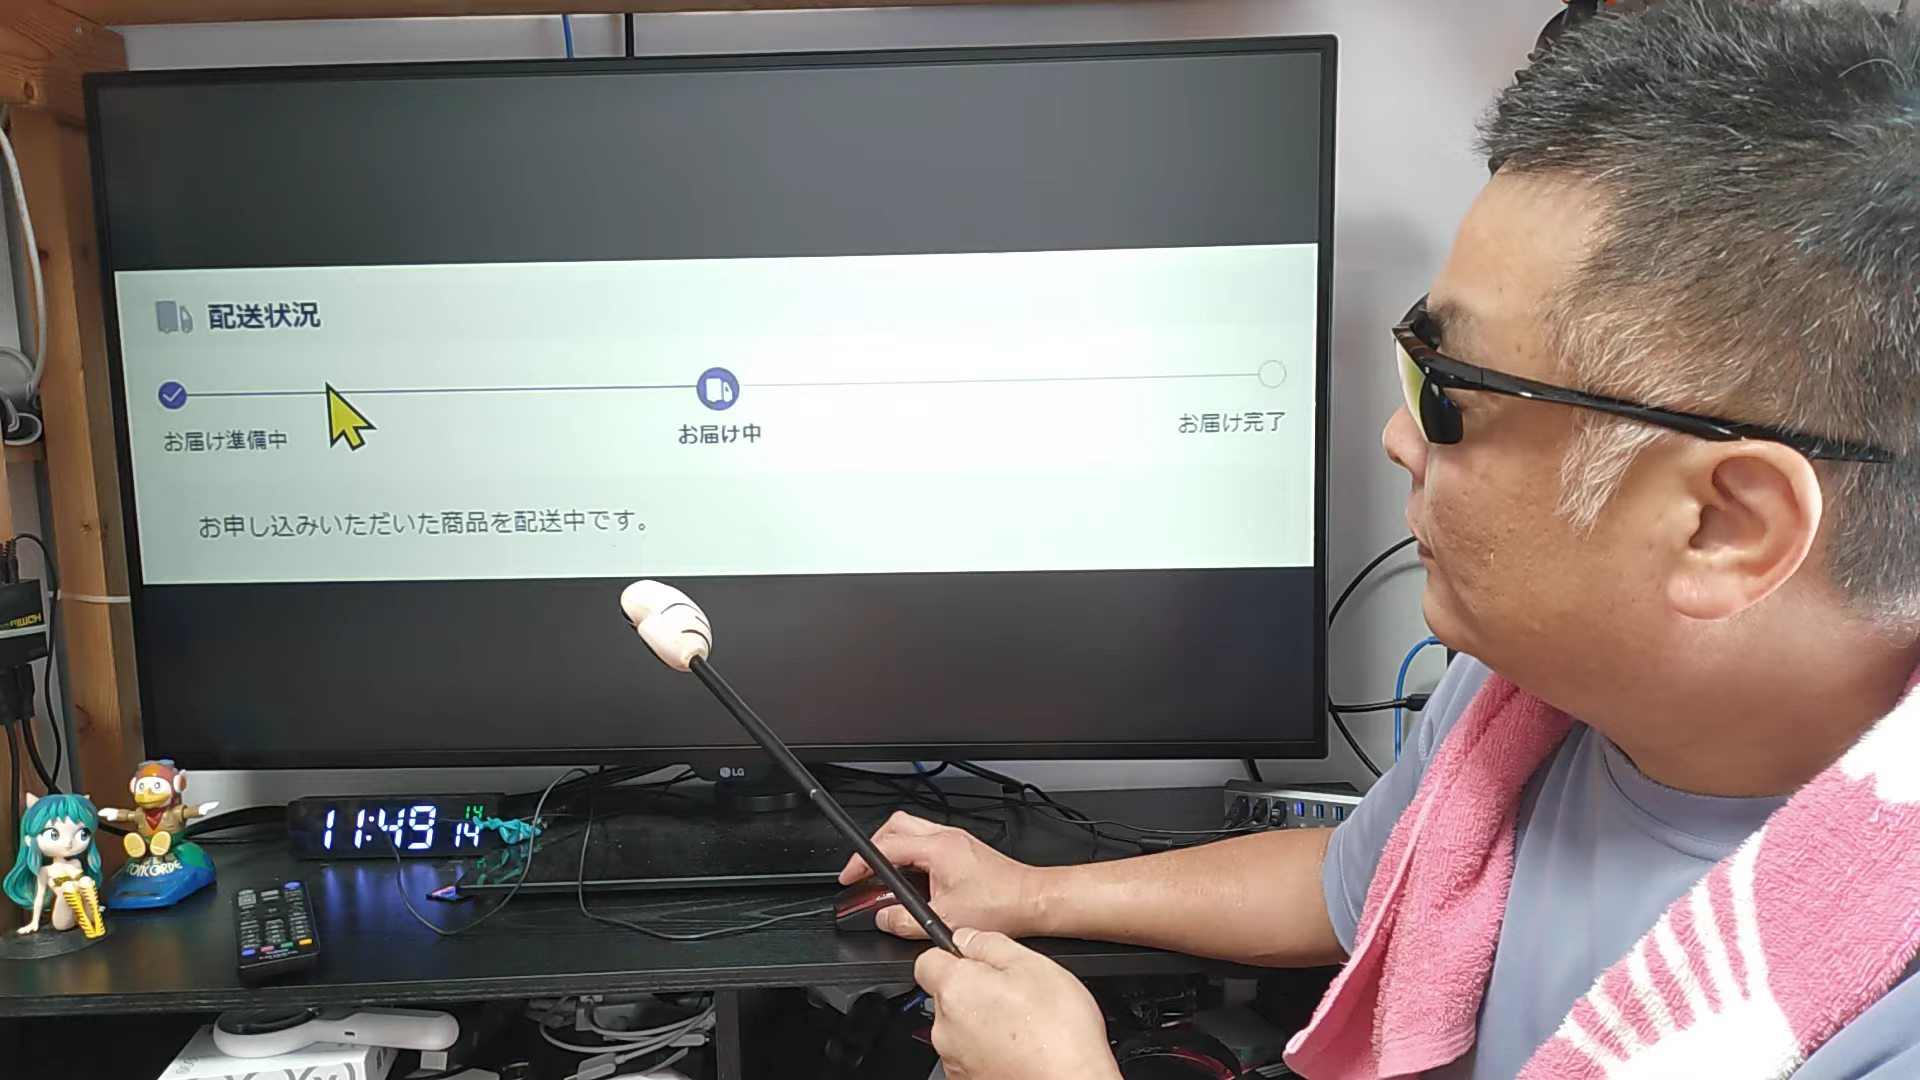 配送状況
お届け準備中
お届け中
お届け完了
お申し込みいただいた商品を配送中です。
LG
11:49 14
14
CONCORDE